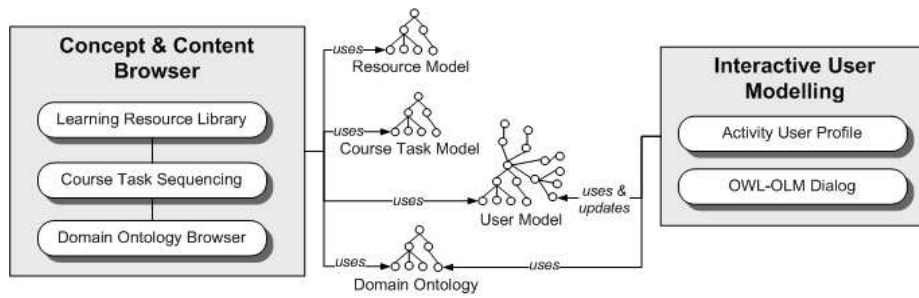 Concept & Content
Browser
Learning Resource Library
Course Task Sequencing
Domain Ontology Browser
uses
Resource Model
uses
Course Task Model
uses
User Model
uses
Domain Ontology
uses &
updates
uses
Interactive User
Modelling
Activity User Profile
OWL-OLM Dialog